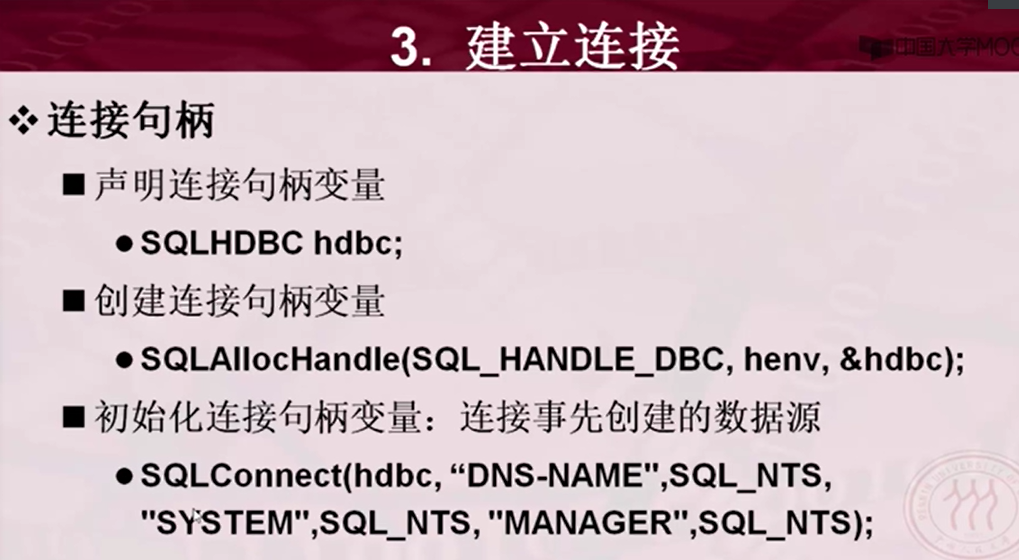 3. 建立连接
中国大学MOO
❖ 连接句柄
■ 声明连接句柄变量
● SQLHDBC hdbc;
■ 创建连接句柄变量
● SQLAllocHandle(SQL_HANDLE_DBC, henv, &hdbc);
■ 初始化连接句柄变量：连接事先创建的数据源
● SQLConnect(hdbc, “DNS-NAME",SQL_NTS,
"SYSTEM",SQL_NTS, "MANAGER",SQL_NTS);